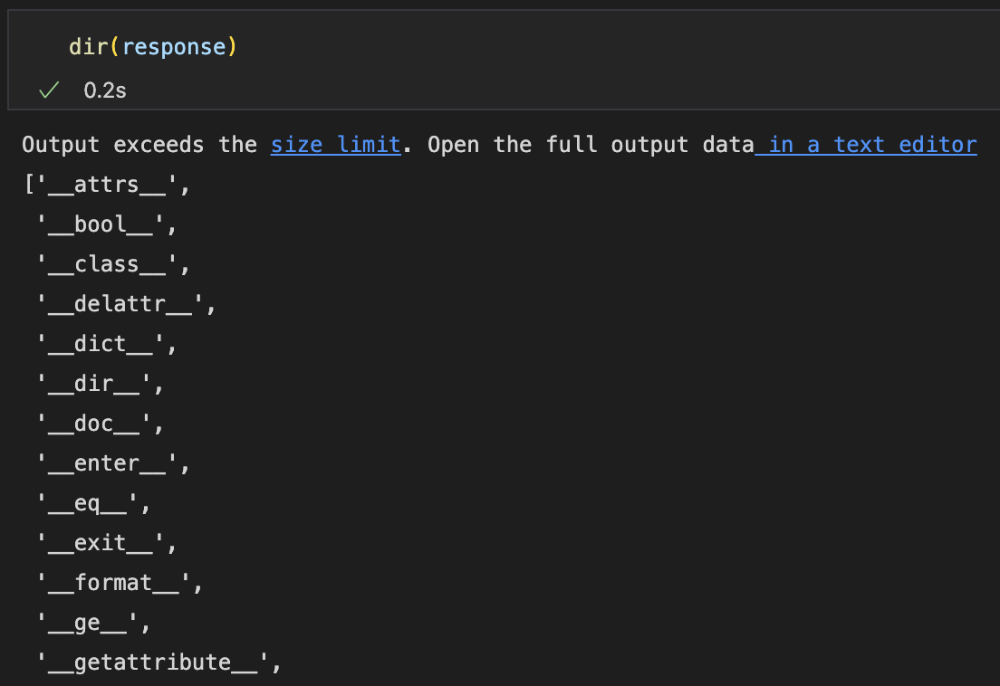 dir(response)
0.2s
Output exceeds the size limit. Open the full output data in a text editor
['__attrs__',
'__bool__',
'__class__',
'__delattr__',
'__dict__',
'__dir__',
'__doc__',
'__enter__',
'__eq__',
'__exit__',
'__format__',
'__ge__',
'__getattribute__',